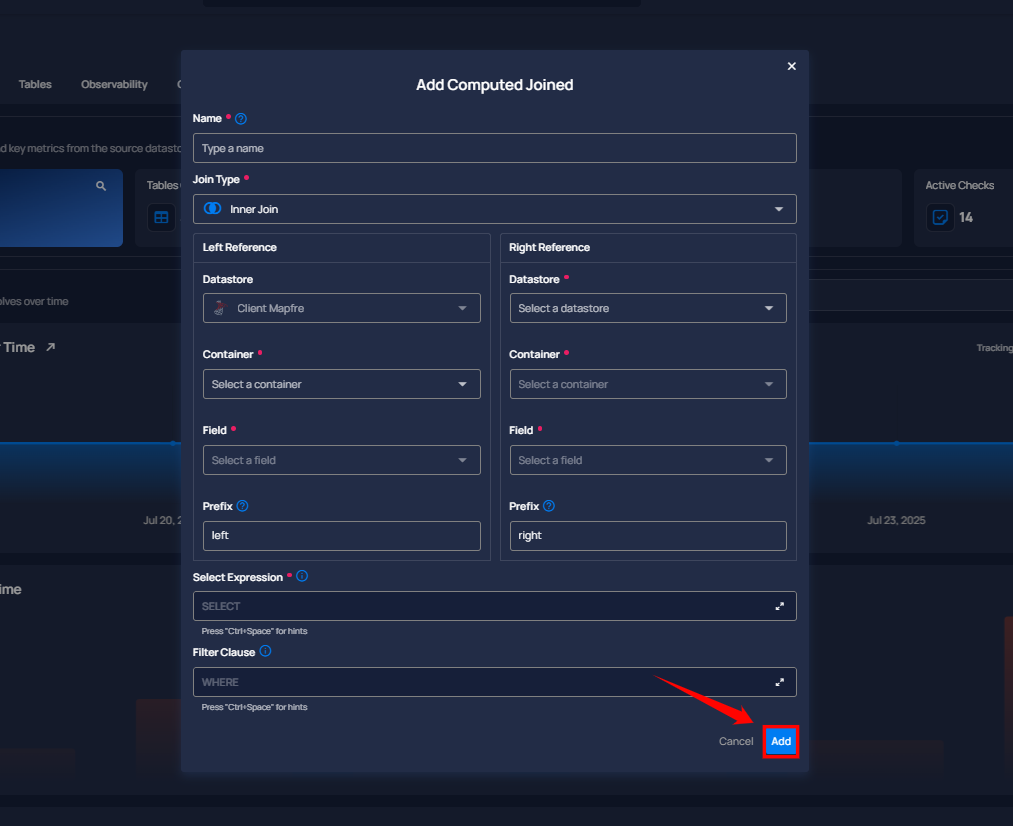 Tables Observability
Add Computed Joined
Name *
Type a name
d key metrics from the source datasto
Join Type *
Tables
Active Checks
Inner Join
14
Left Reference
Right Reference
Datastore
Datastore *
olves over time
Client Mapfre
Select a datastore
Time
Tracking
Container *
Container *
Select a container
Select a container
Field *
Field *
Select a field
Select a field
Prefix
Prefix
Jul 20, 2
Jul 23, 2025
left
right
Select Expression *
ime
SELECT
Press "Ctrl+Space" for hints
Filter Clause
WHERE
Press "Ctrl+Space" for hints
Cancel
Add